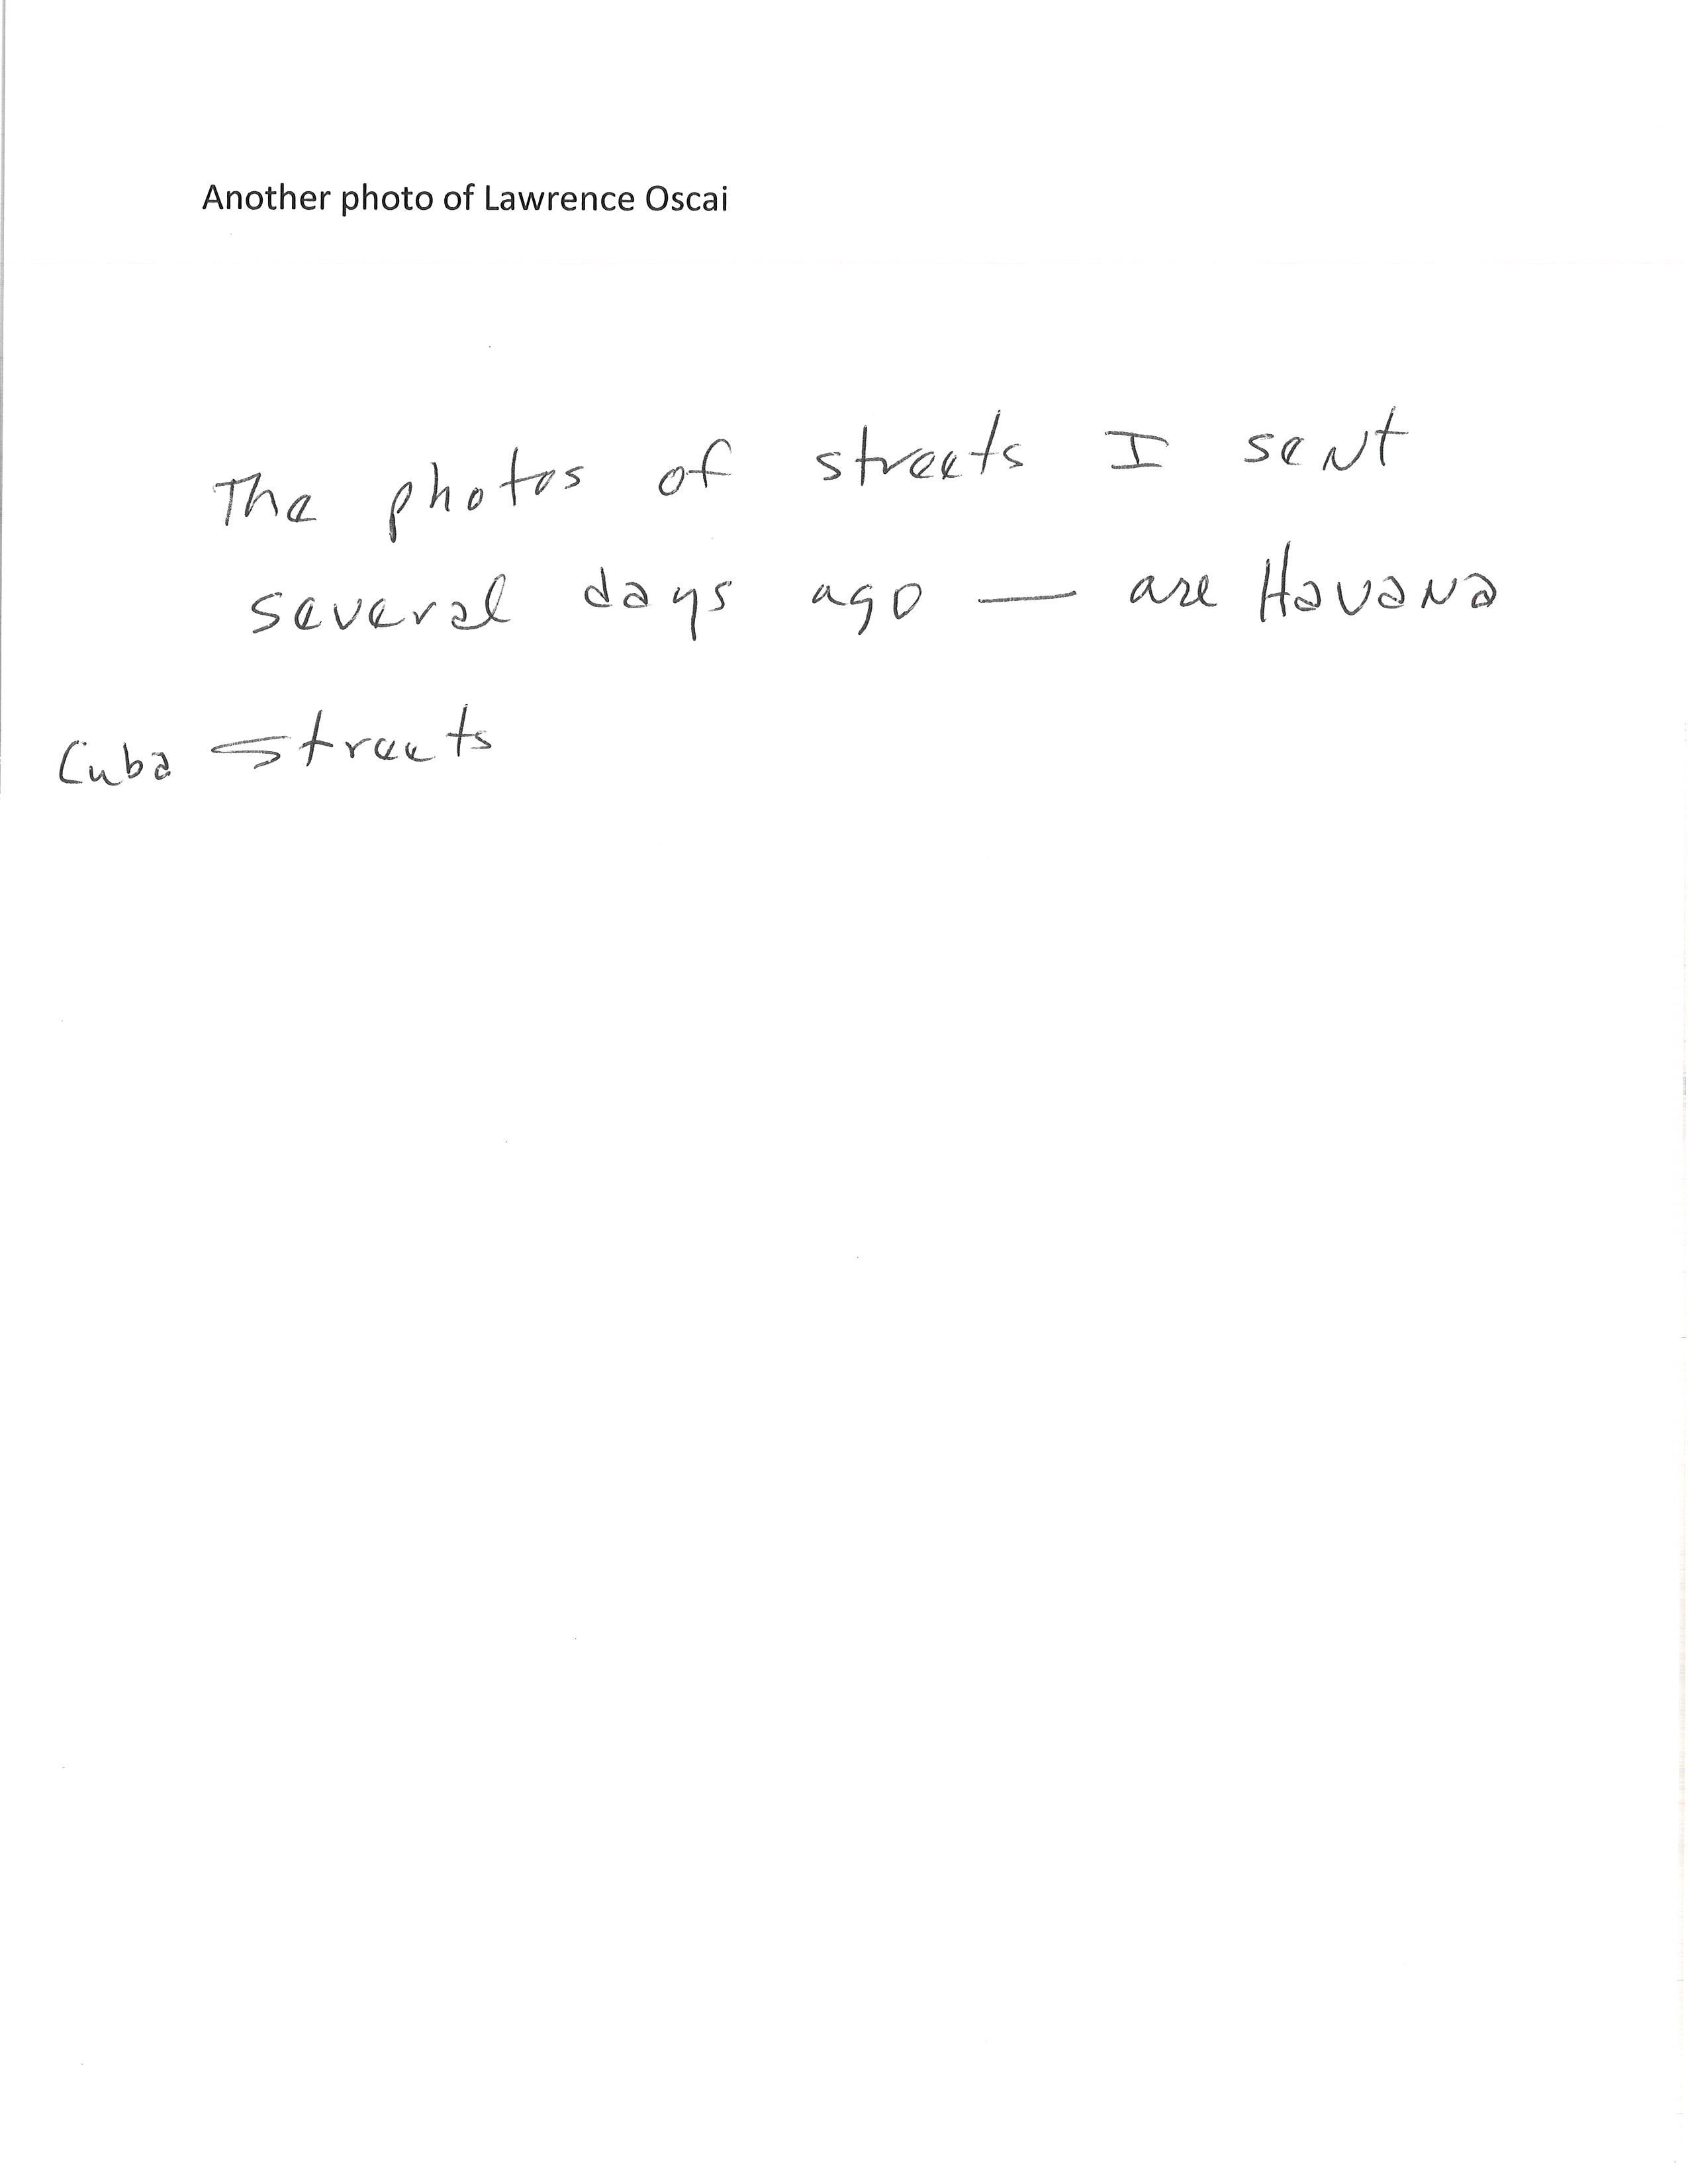 Another photo of Lawrence Oscai
The photos of streets I sent
several days ago — are Havana
Cuba streets